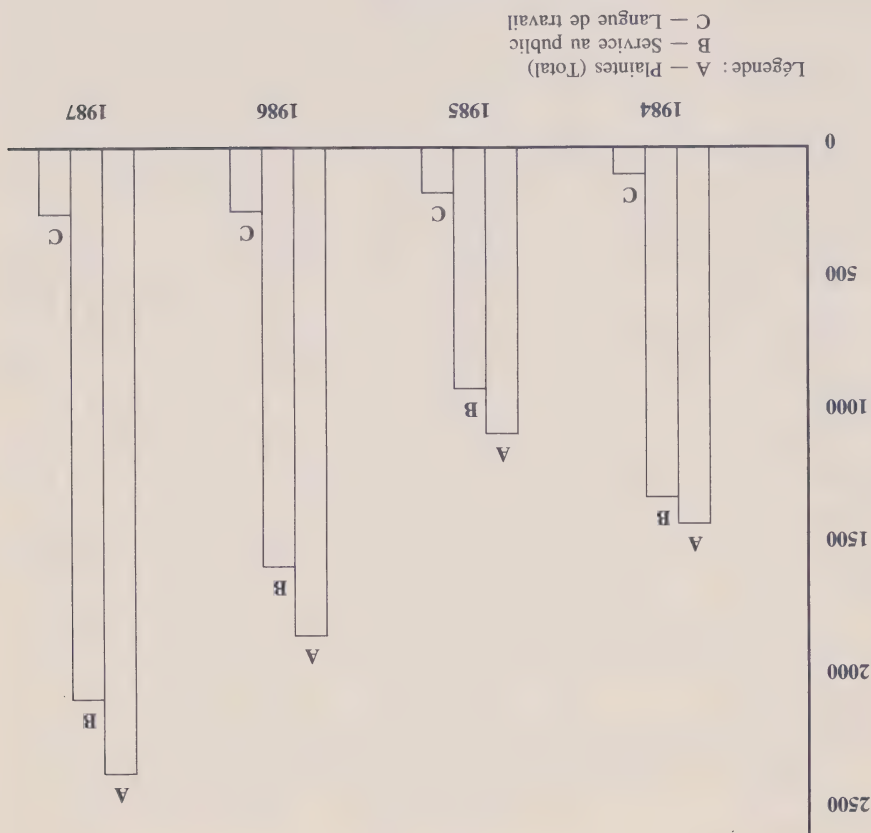 2500
2000
1500
1000
500
0
A
B
C
A
B
C
A
B
C
A
B
C
1984
1985
1986
1987
Légende : A — Plaintes (Total)
B — Service au public
C — Langue de travail